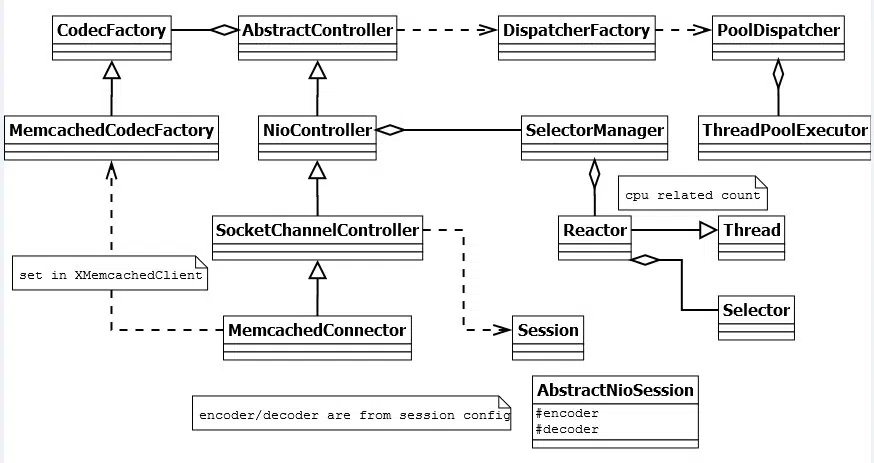 CodecFactory
AbstractController
DispatcherFactory
PoolDispatcher
MemcachedCodecFactory
NioController
SelectorManager
ThreadPoolExecutor
cpu related count
SocketChannelController
Reactor
Thread
set in XMemcachedClient
MemcachedConnector
Session
Selector
encoder/decoder are from session config
AbstractNioSession
#encoder
#decoder